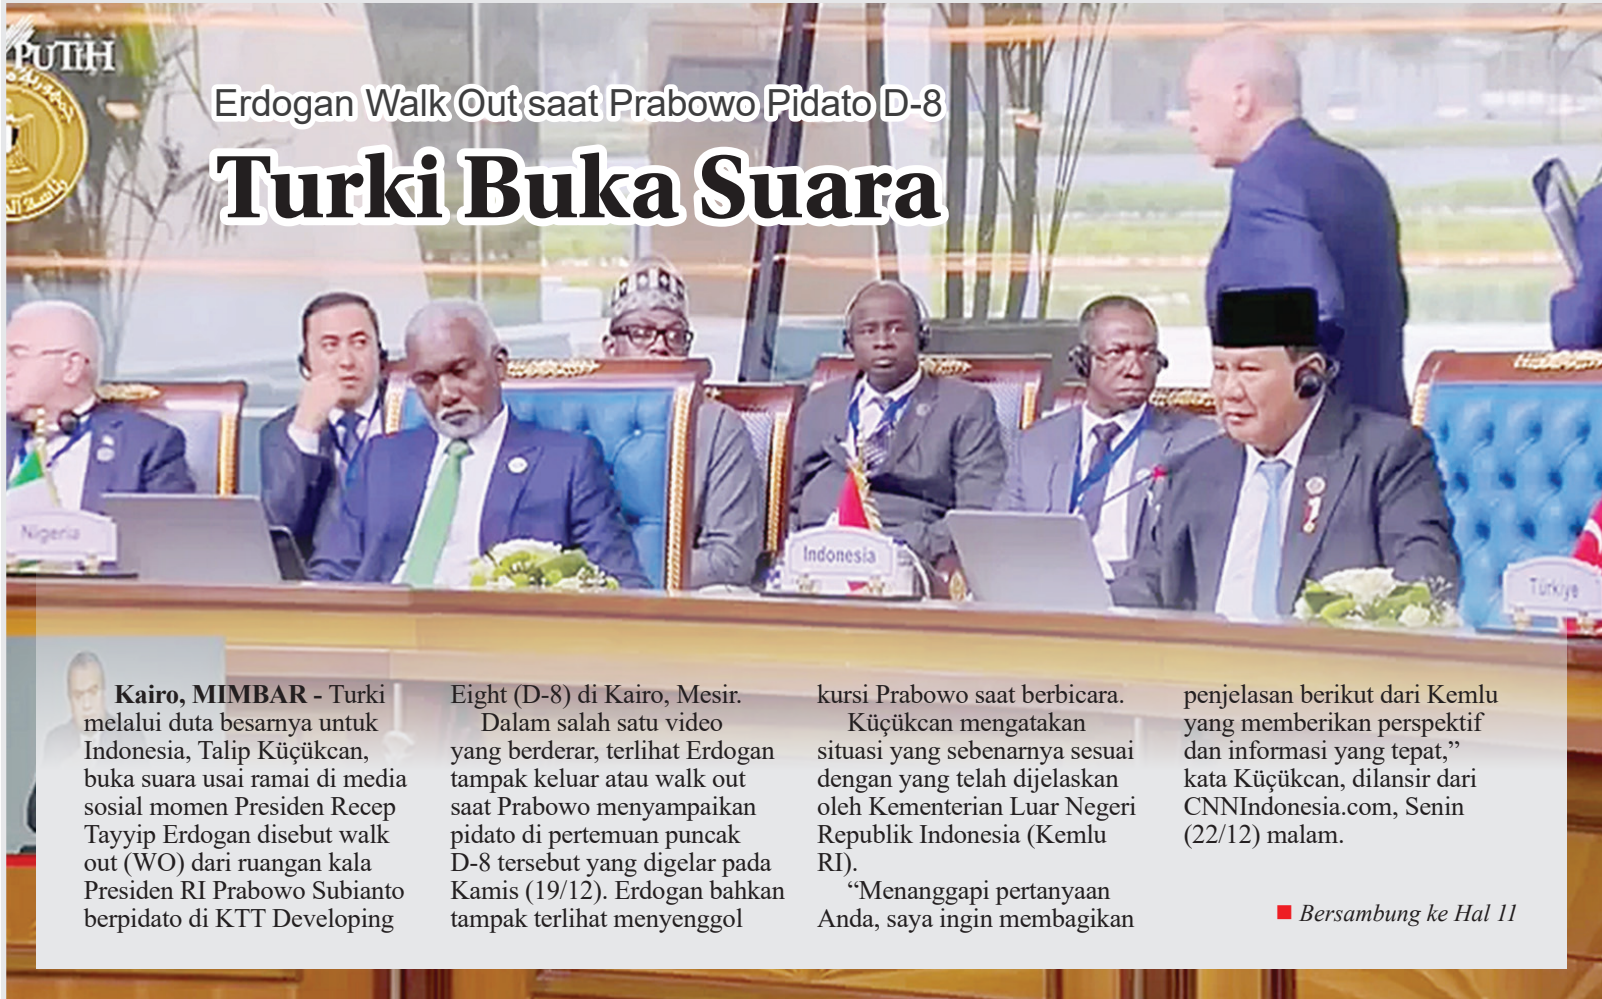 PUTIH
Erdogan Walk Out saat Prabowo Pidato D-8
Turki Buka Suara
Nigeria
Indonesia
Türkiye
Kairo, MIMBAR - Turki
melalui duta besarnya untuk
Indonesia, Talip Küçükcan,
buka suara usai ramai di media
sosial momen Presiden Recep
Tayyip Erdogan disebut walk
out (WO) dari ruangan kala
Presiden RI Prabowo Subianto
berpidato di KTT Developing
Eight (D-8) di Kairo, Mesir.
Dalam salah satu video
yang berderar, terlihat Erdogan
tampak keluar atau walk out
saat Prabowo menyampaikan
pidato di pertemuan puncak
D-8 tersebut yang digelar pada
Kamis (19/12). Erdogan bahkan
tampak terlihat menyenggol
kursi Prabowo saat berbicara.
Küçükcan mengatakan
situasi yang sebenarnya sesuai
dengan yang telah dijelaskan
oleh Kementerian Luar Negeri
Republik Indonesia (Kemlu
RI).
“Menanggapi pertanyaan
Anda, saya ingin membagikan
penjelasan berikut dari Kemlu
yang memberikan perspektif
dan informasi yang tepat,”
kata Küçükcan, dilansir dari
CNNIndonesia.com, Senin
(22/12) malam.
Bersambung ke Hal 11